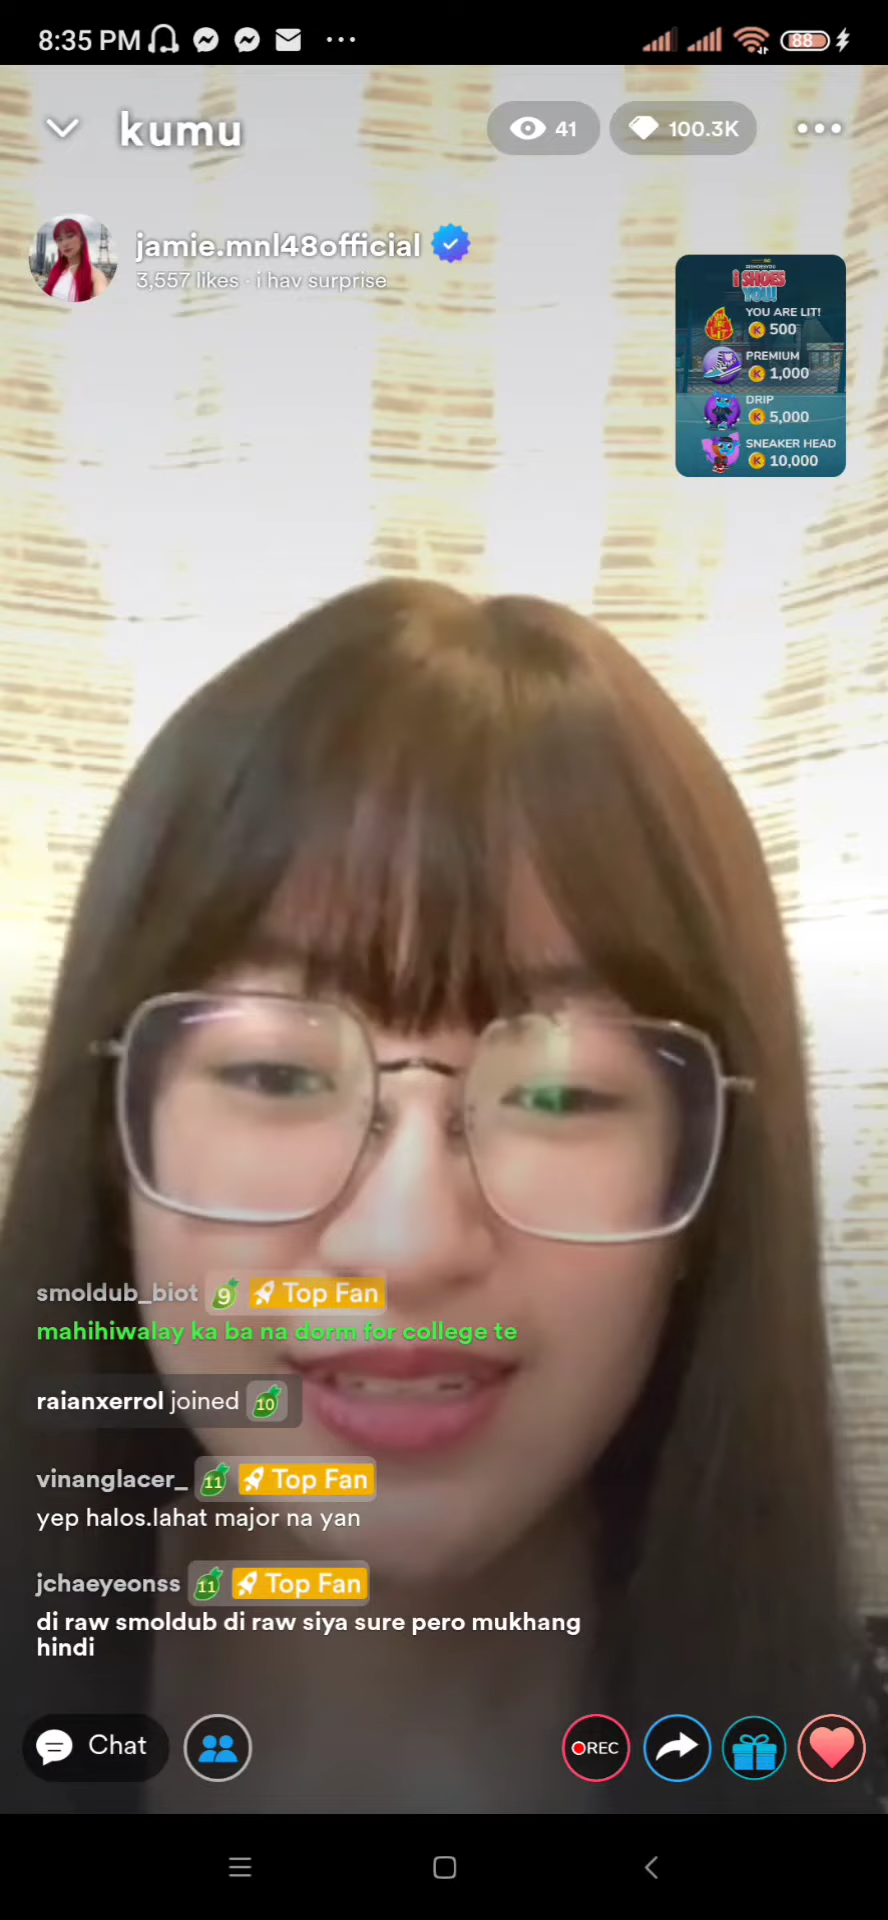 8:35 PM
88
kumu
41
100.3K
jamie.mnl48official
3,557 likes · i hav surprise
i SHOES
YOU!
YOU ARE LIT!
500
PREMIUM
1,000
DRIP
5,000
SNEAKER HEAD
10,000
smoldub_biot 9 Top Fan
mahihiwalay ka ba na dorm for college te
raianxerrol joined 10
vinanglacer_ 11 Top Fan
yep halos.lahat major na yan
jchaeyeonss 11 Top Fan
di raw smoldub di raw siya sure pero mukhang
hindi
Chat
REC